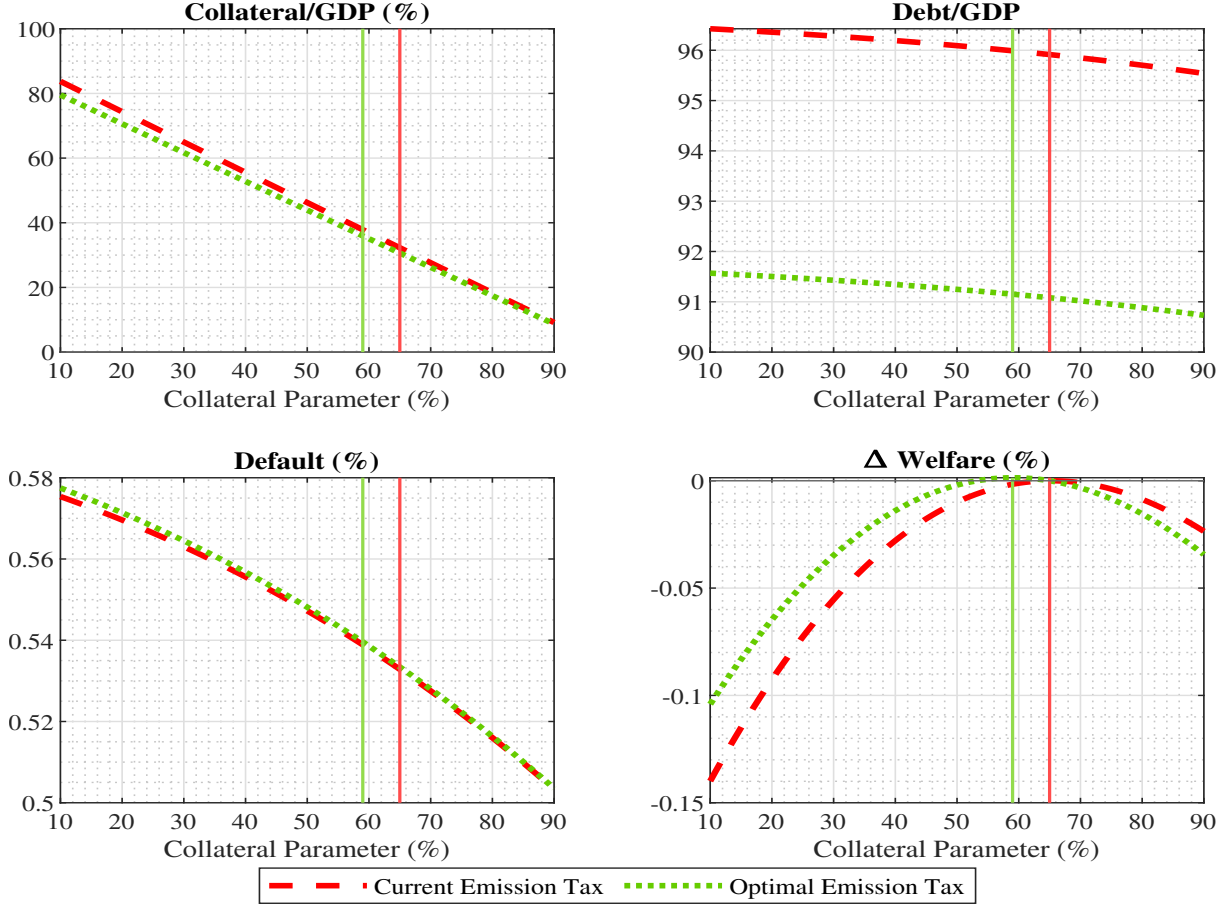 Collateral/GDP (%)
100
80
60
40
20
0
10 20 30 40 50 60 70 80 90
Collateral Parameter (%)
Debt/GDP
96
95
94
93
92
91
90
10 20 30 40 50 60 70 80 90
Collateral Parameter (%)
Default (%)
0.58
0.56
0.54
0.52
0.5
10 20 30 40 50 60 70 80 90
Collateral Parameter (%)
Δ Welfare (%)
0
-0.05
-0.1
-0.15
10 20 30 40 50 60 70 80 90
Collateral Parameter (%)
Current Emission Tax
Optimal Emission Tax